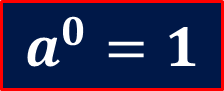 a⁰ = 1